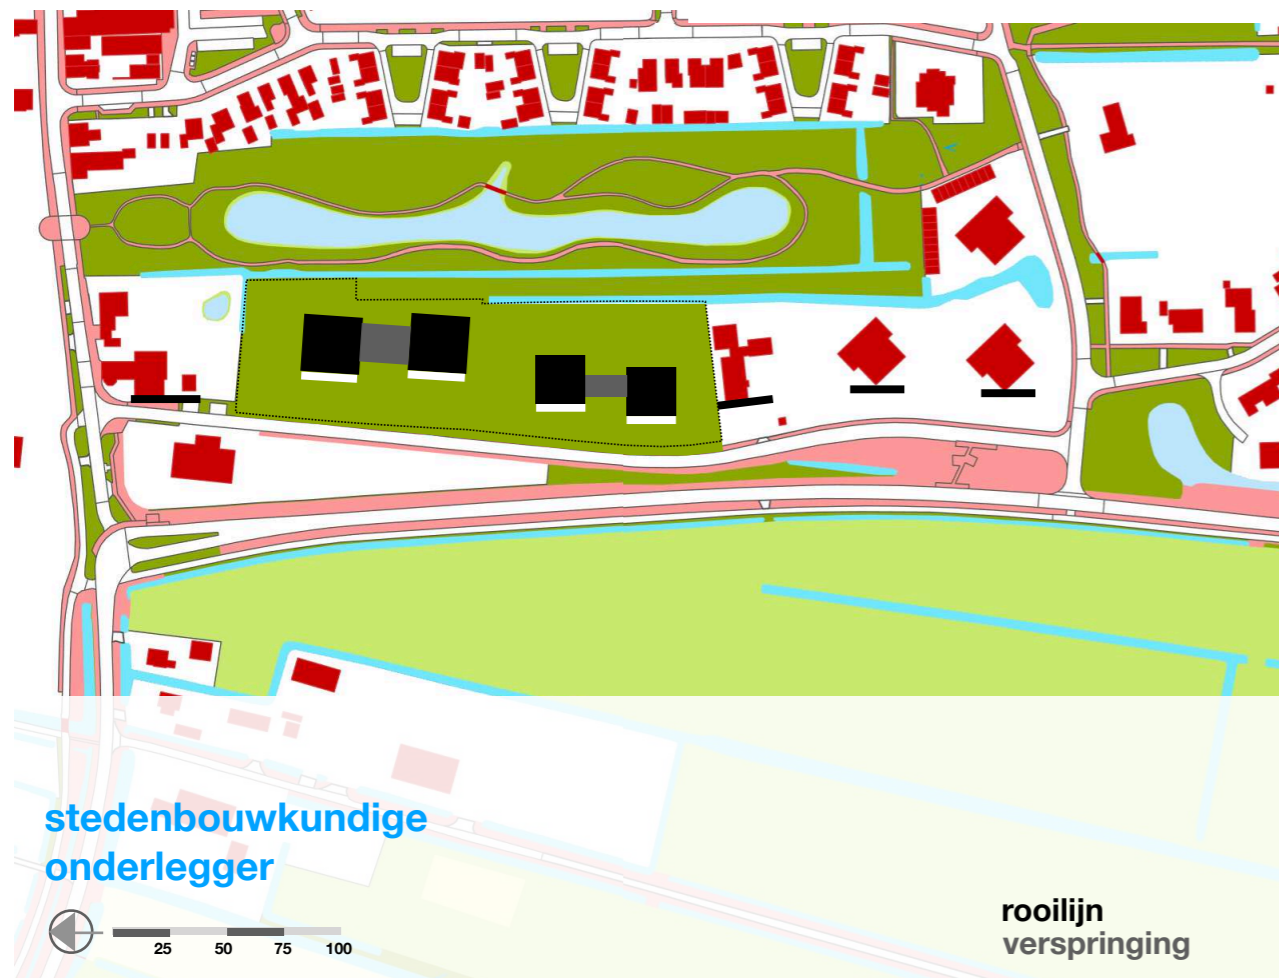 stedenbouwkundige
onderlegger
25 50 75 100
rooilijn
verspringing